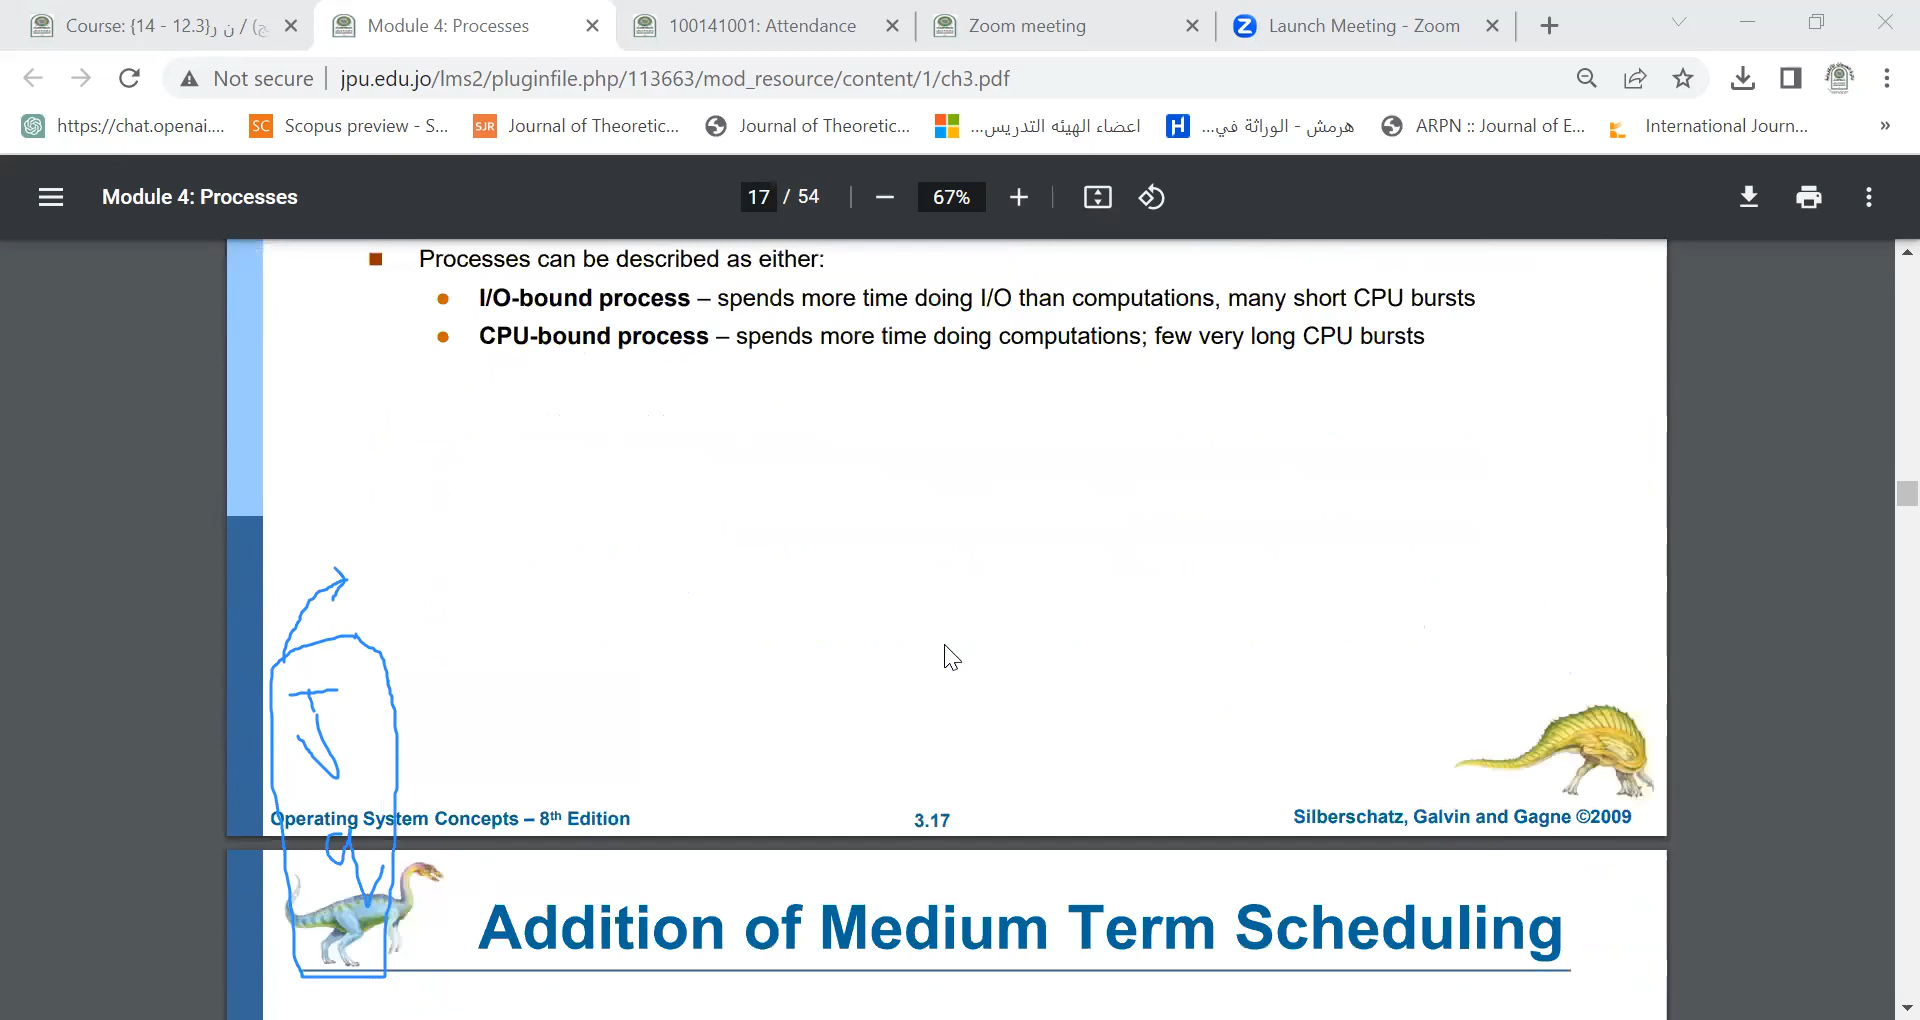 Course: {14 - 12.3} ن ر / (ج
Module 4: Processes
100141001: Attendance
Zoom meeting
Launch Meeting - Zoom
Not secure
jpu.edu.jo/lms2/pluginfile.php/113663/mod_resource/content/1/ch3.pdf
https://chat.openai....
SC
Scopus preview - S...
SJR
Journal of Theoretic...
Journal of Theoretic...
اعضاء الهيئه التدريس...
H
هرمش - الوراثة في...
ARPN :: Journal of E...
International Journ...
»
Module 4: Processes
17 / 54
67%
Processes can be described as either:
I/O-bound process – spends more time doing I/O than computations, many short CPU bursts
CPU-bound process – spends more time doing computations; few very long CPU bursts
Operating System Concepts – 8th Edition
3.17
Silberschatz, Galvin and Gagne ©2009
Addition of Medium Term Scheduling